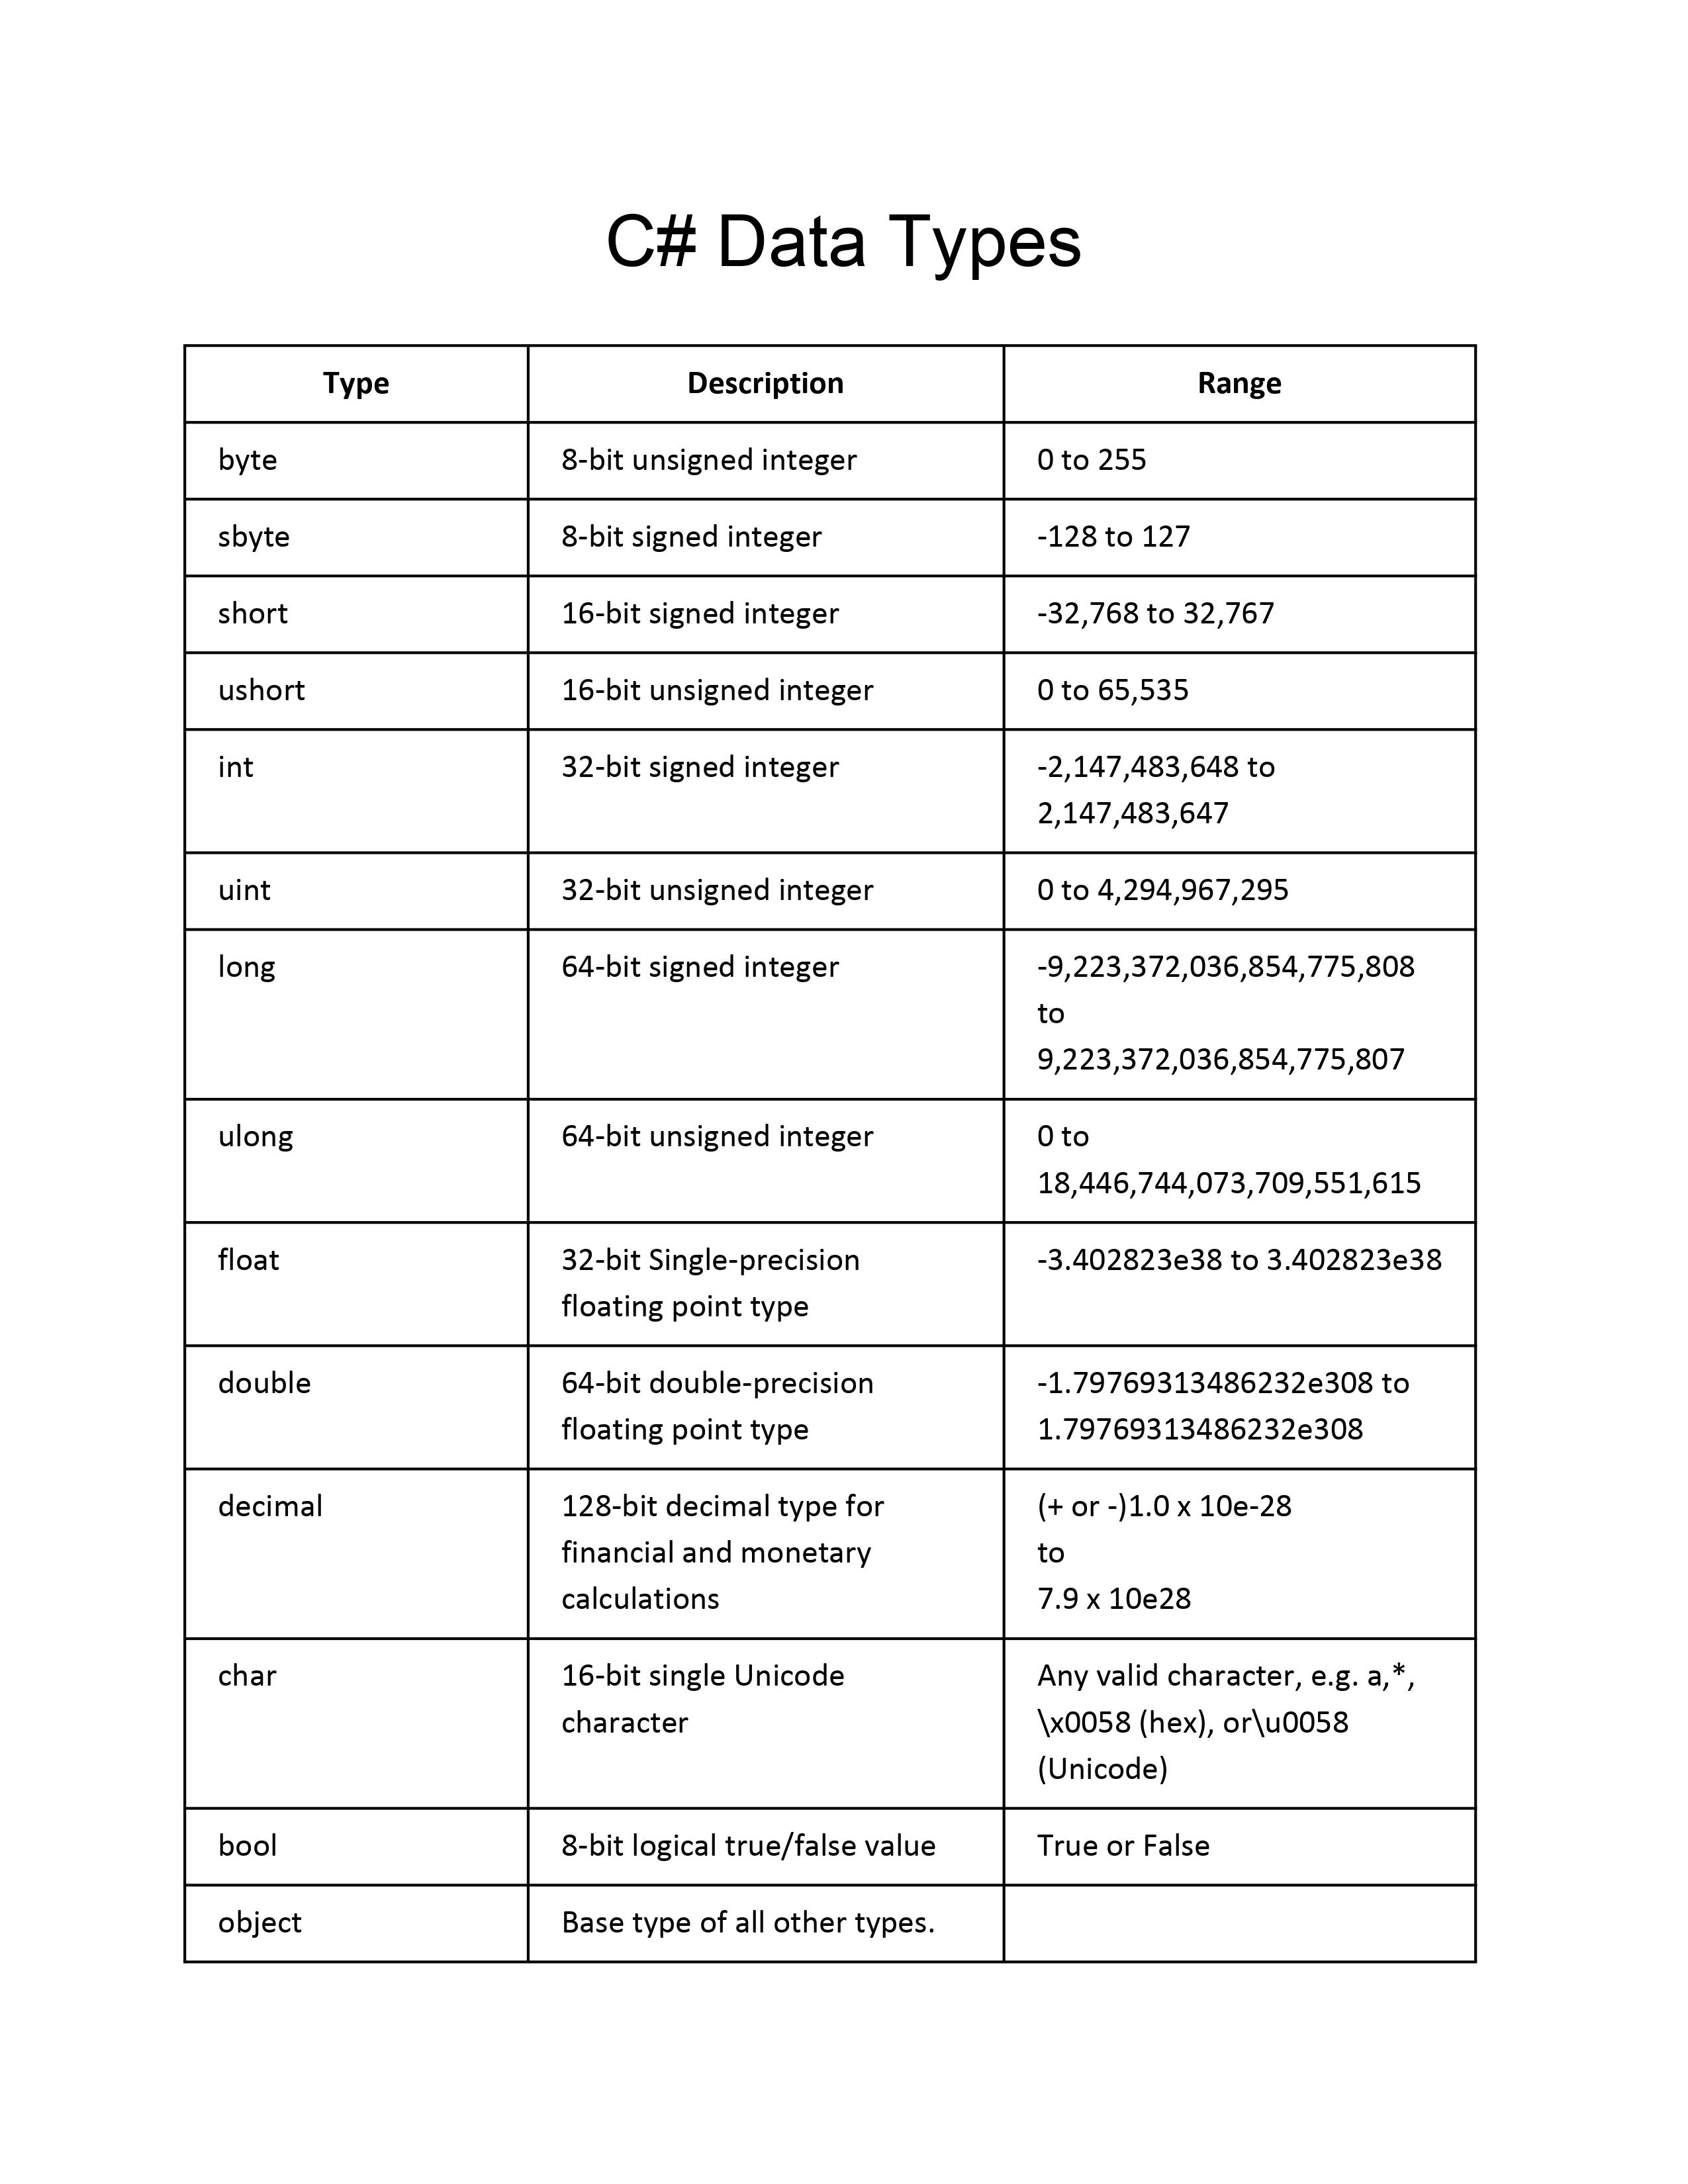 C# Data Types
Type Description Range
byte 8-bit unsigned integer 0 to 255
sbyte 8-bit signed integer -128 to 127
short 16-bit signed integer -32,768 to 32,767
ushort 16-bit unsigned integer 0 to 65,535
int 32-bit signed integer -2,147,483,648 to
2,147,483,647
uint 32-bit unsigned integer 0 to 4,294,967,295
long 64-bit signed integer -9,223,372,036,854,775,808
to
9,223,372,036,854,775,807
ulong 64-bit unsigned integer 0 to
18,446,744,073,709,551,615
float 32-bit Single-precision -3.402823e38 to 3.402823e38
floating point type
double 64-bit double-precision -1.79769313486232e308 to
floating point type 1.79769313486232e308
decimal 128-bit decimal type for (+ or -)1.0 x 10e-28
financial and monetary to
calculations 7.9 x 10e28
char 16-bit single Unicode Any valid character, e.g. a,*,
character \x0058 (hex), or\u0058
(Unicode)
bool 8-bit logical true/false value True or False
object Base type of all other types.